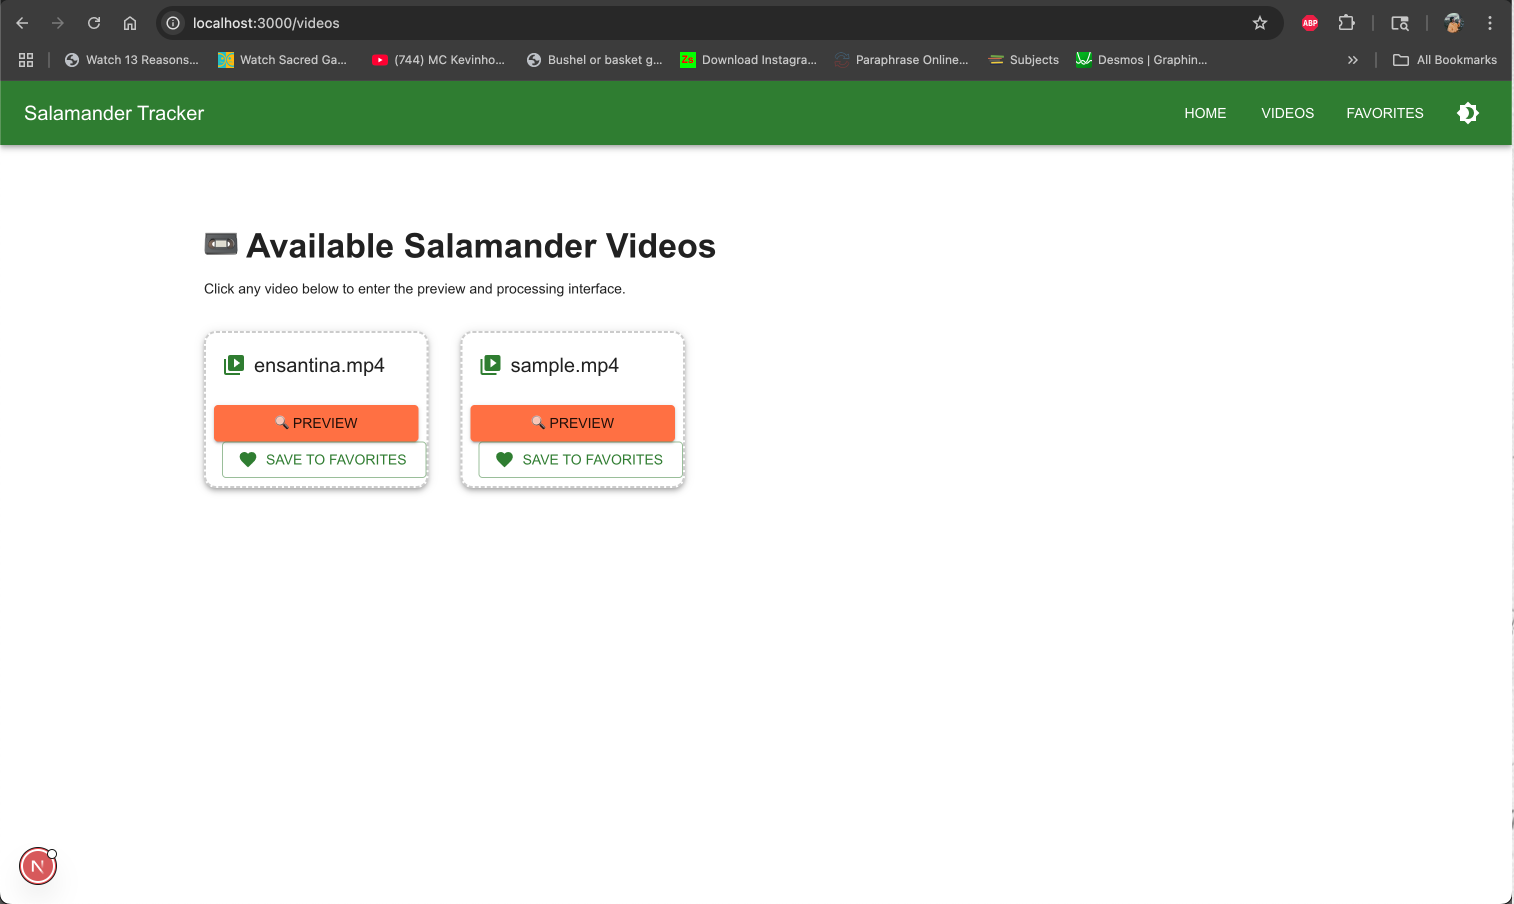 localhost:3000/videos
ABP
Watch 13 Reasons...
Watch Sacred Ga...
(744) MC Kevinho...
Bushel or basket g...
Zs Download Instagra...
Paraphrase Online...
Subjects
Desmos | Graphin...
All Bookmarks
Salamander Tracker
HOME
VIDEOS
FAVORITES
Available Salamander Videos
Click any video below to enter the preview and processing interface.
ensantina.mp4
sample.mp4
PREVIEW
PREVIEW
SAVE TO FAVORITES
SAVE TO FAVORITES
N